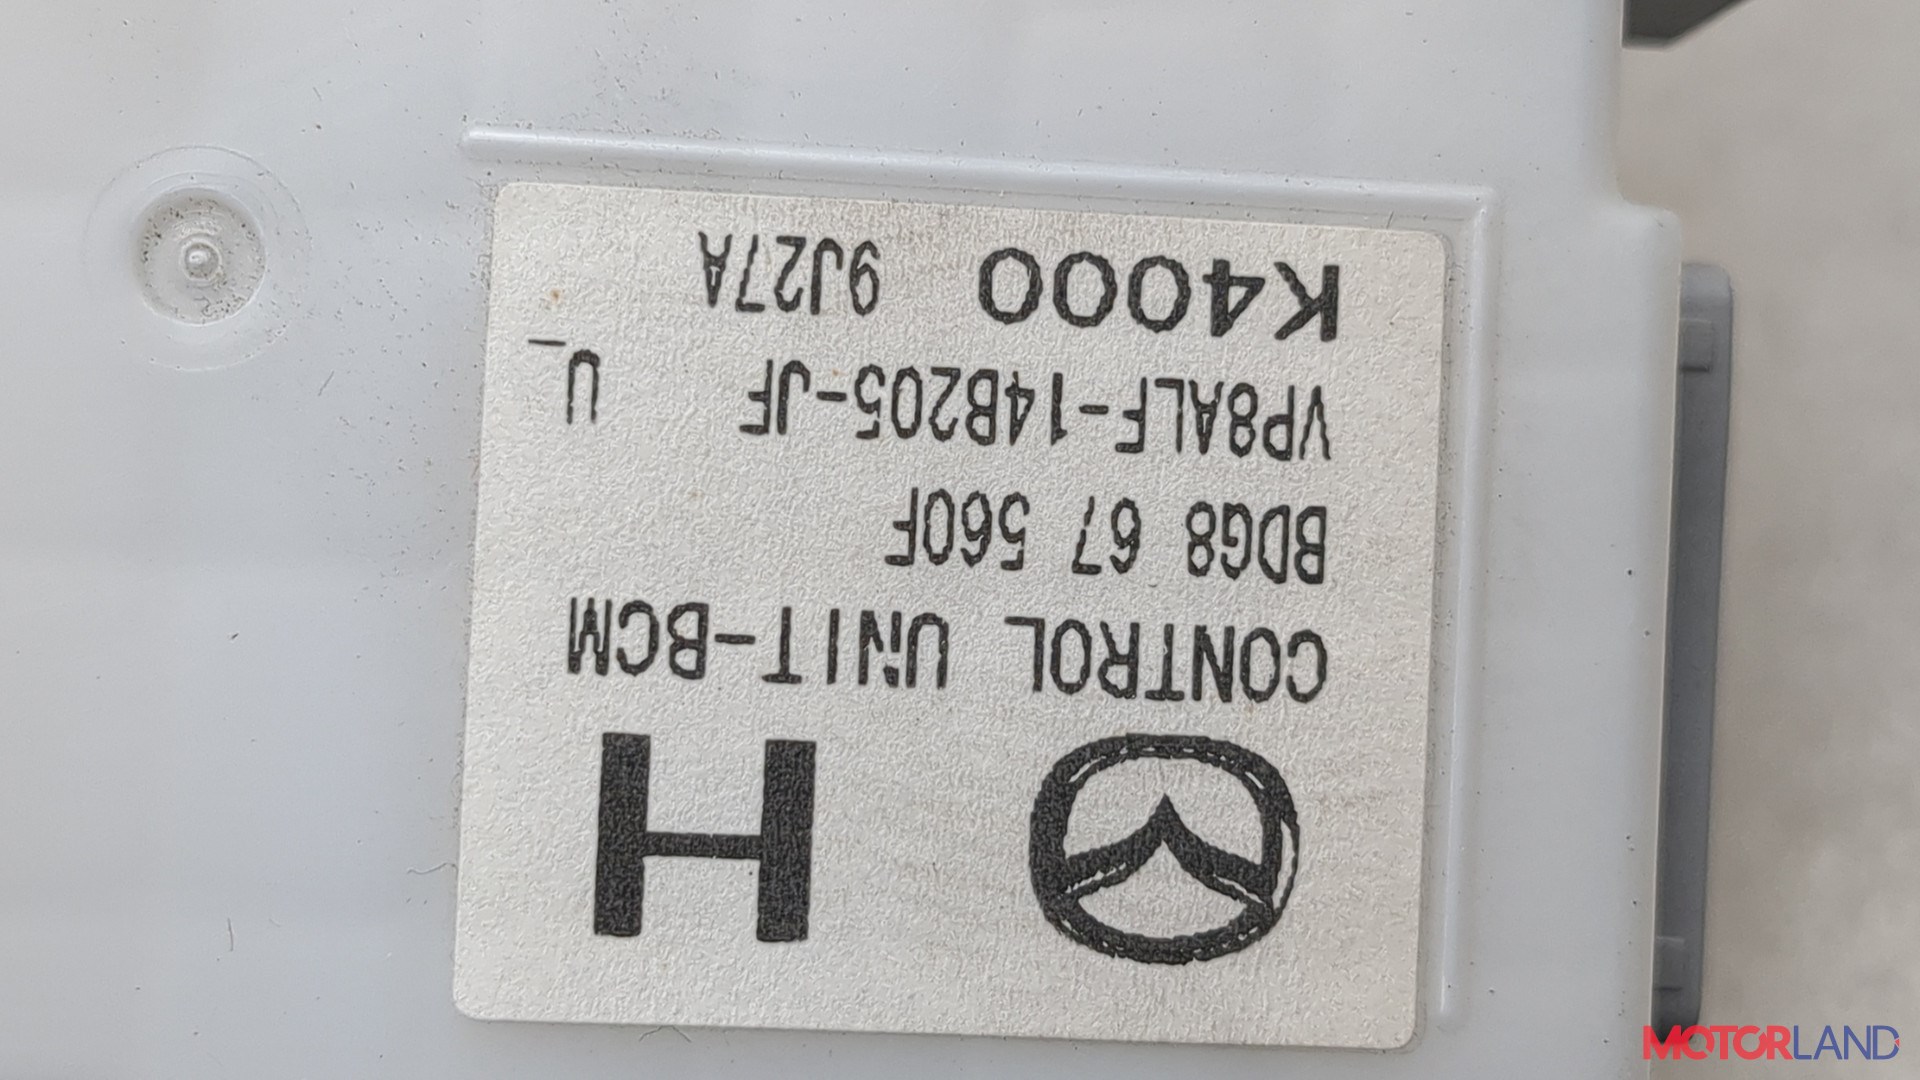 H
CONTROL UNIT-BCM
BDG8 67 560F
VP8ALF-14B205-JF U_
K4000 9J27A
MOTORLAND